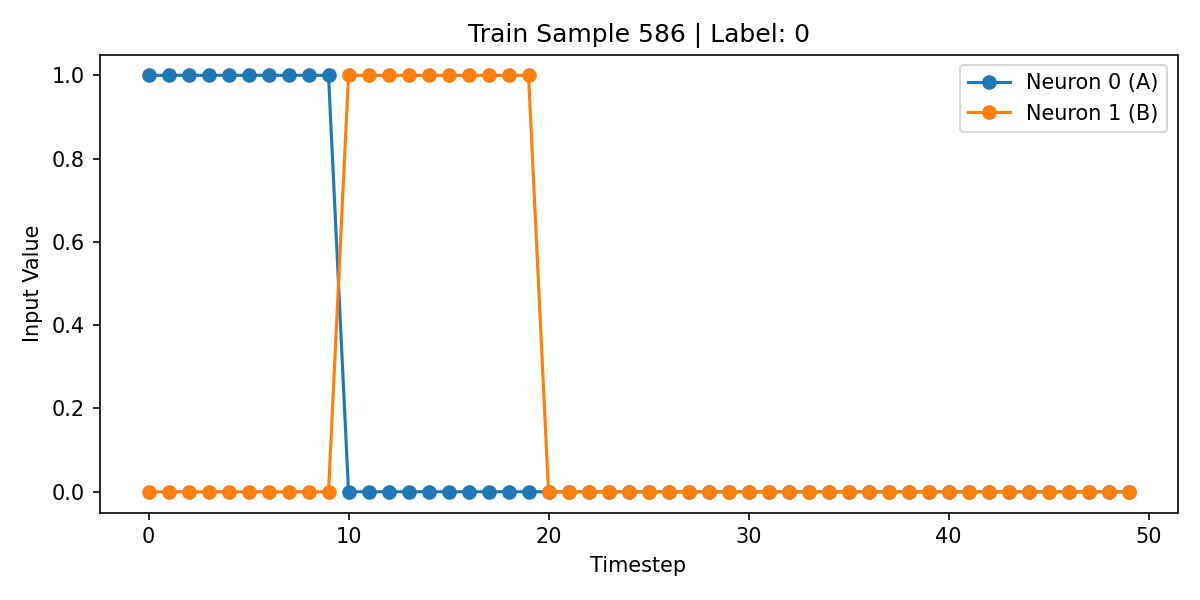 Train Sample 586 | Label: 0
Neuron 0 (A)
Neuron 1 (B)
Input Value
1.0
0.8
0.6
0.4
0.2
0.0
0 10 20 30 40 50
Timestep